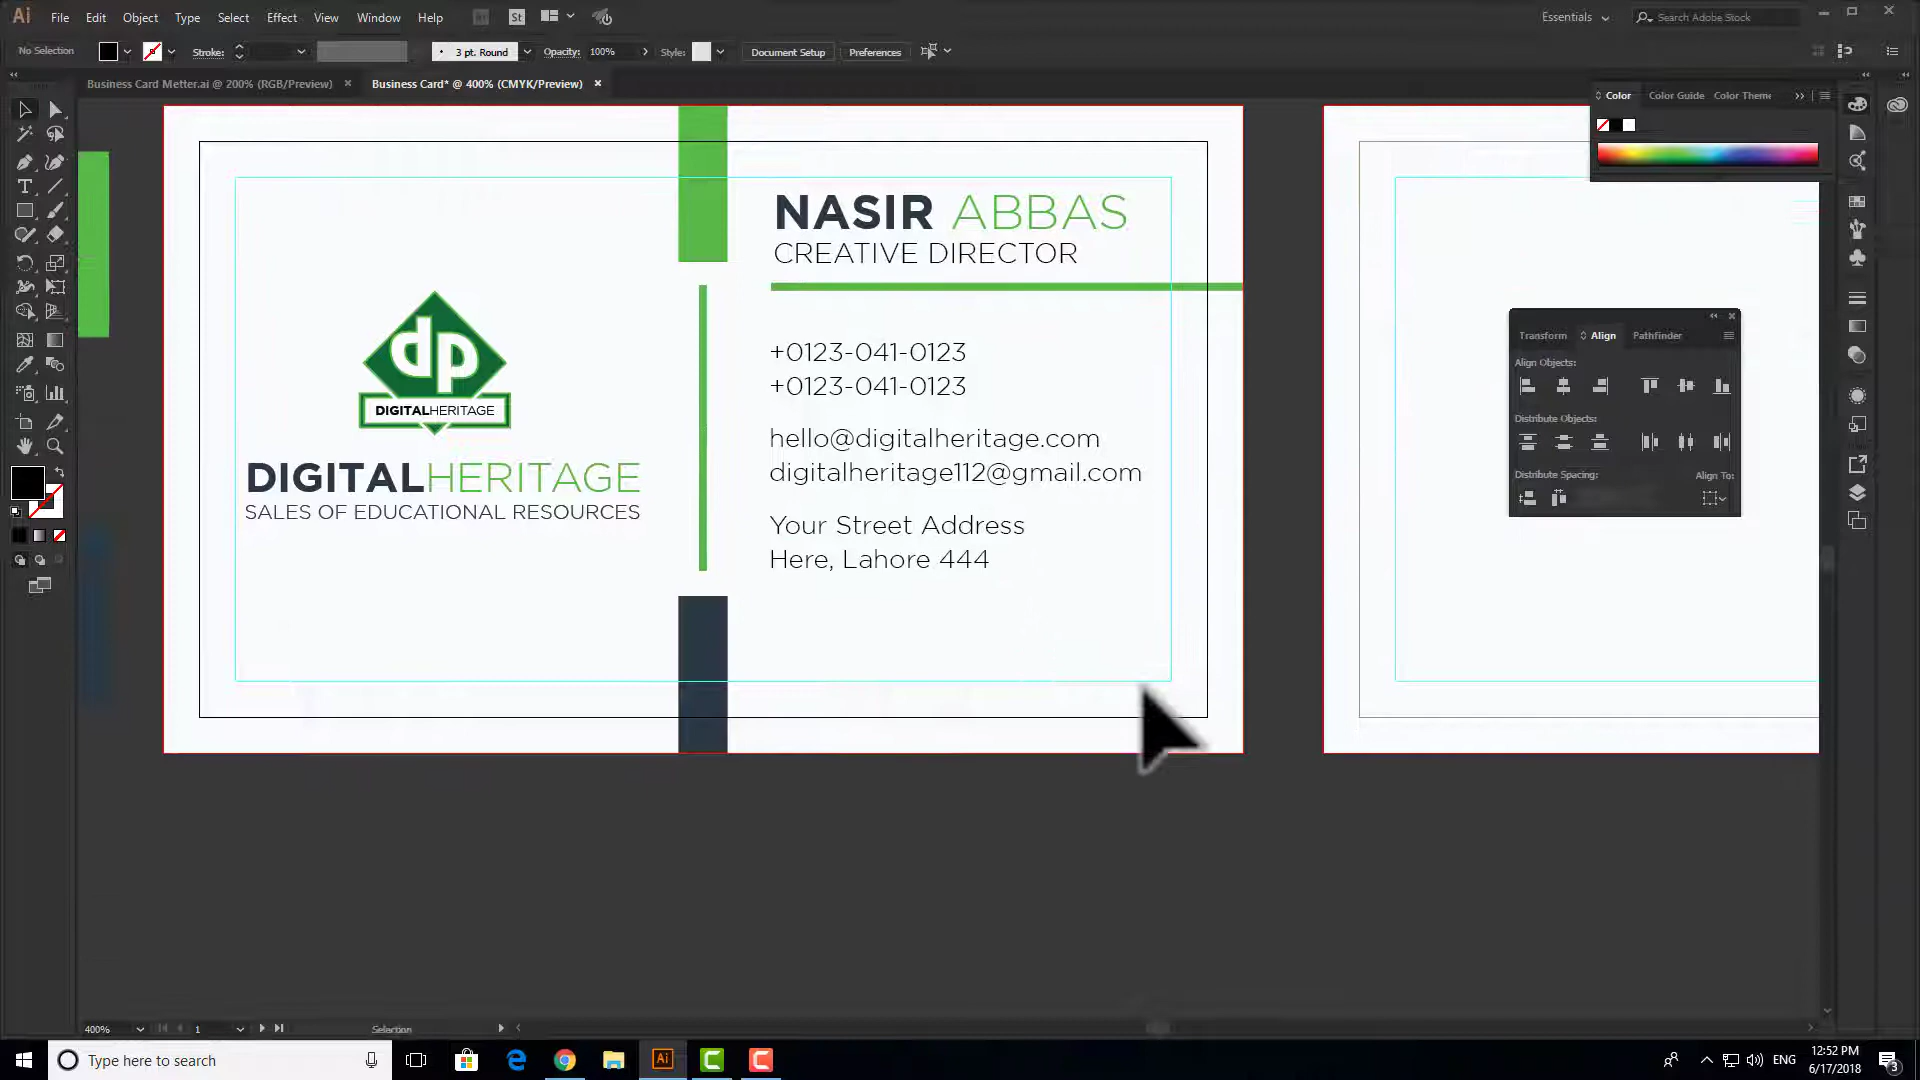 Ai File Edit Object Type Select Effect View Window Help Br St Essentials Search Adobe Stock
No Selection Stroke: 3 pt. Round Opacity: 100% Style: Document Setup Preferences
Business Card Metter.ai @ 200% (RGB/Preview) × Business Card* @ 400% (CMYK/Preview) ×
Color Color Guide Color Theme
NASIR ABBAS
CREATIVE DIRECTOR
dp
DIGITALHERITAGE
DIGITALHERITAGE
SALES OF EDUCATIONAL RESOURCES
+0123-041-0123
+0123-041-0123
hello@digitalheritage.com
digitalheritage112@gmail.com
Your Street Address
Here, Lahore 444
Transform Align Pathfinder
Align Objects:
Distribute Objects:
Distribute Spacing: Align To:
400% 1 Selection
Type here to search
Ai
ENG
12:52 PM
6/17/2018
3